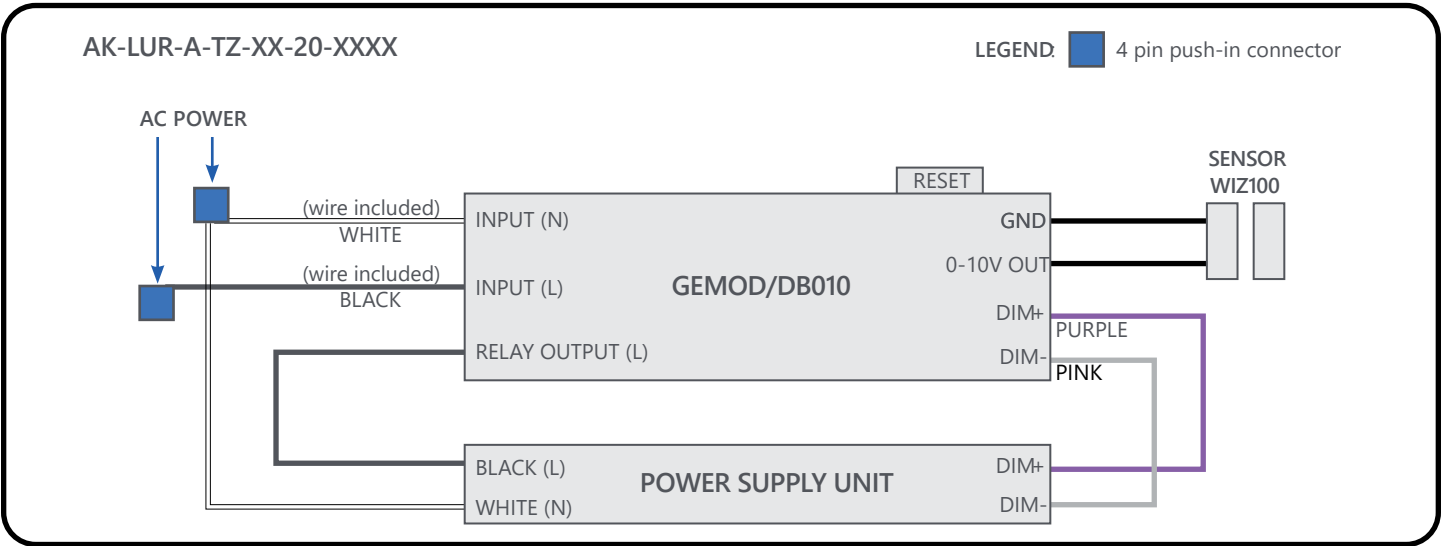 AK-LUR-A-TZ-XX-20-XXXX
LEGEND: 4 pin push-in connector
AC POWER
SENSOR
WIZ100
RESET
(wire included)
WHITE
INPUT (N)
GND
(wire included)
BLACK
INPUT (L)
GEMOD/DB010
0-10V OUT
DIM+
PURPLE
RELAY OUTPUT (L)
DIM-
PINK
BLACK (L)
POWER SUPPLY UNIT
DIM+
WHITE (N)
DIM-